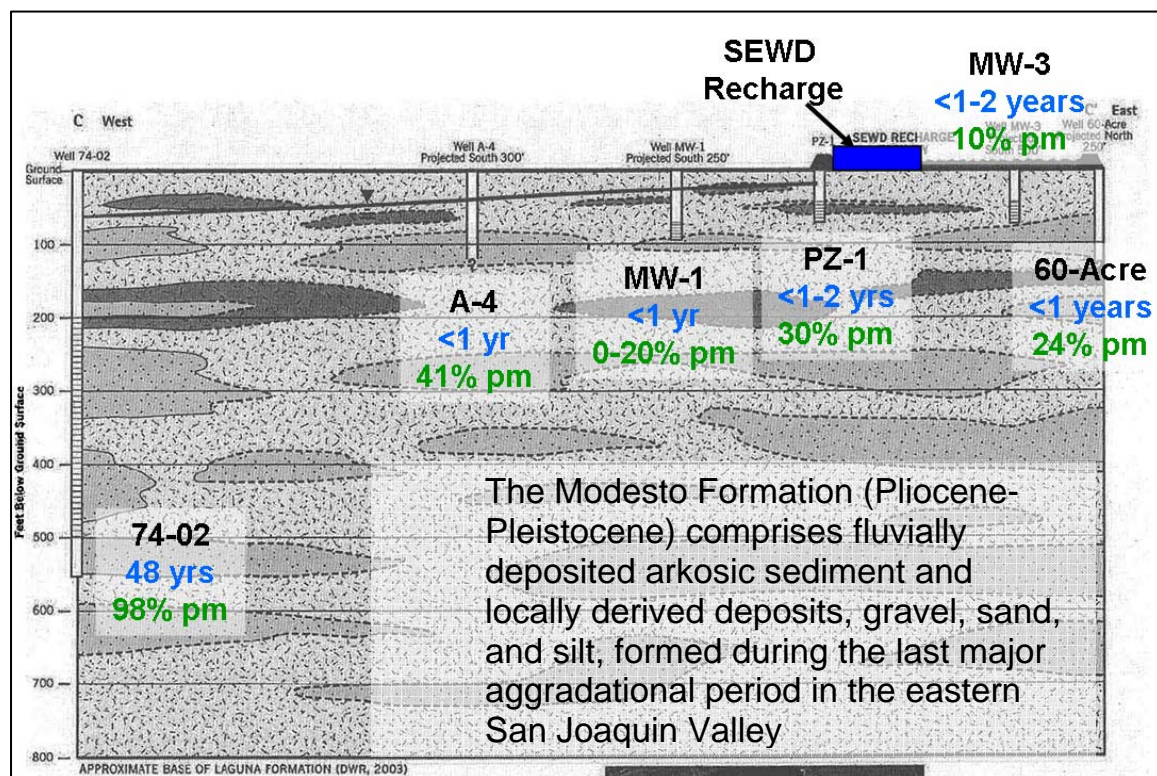 SEWD
Recharge
MW-3
<1-2 years
10% pm
C West
C' East
Well 74-02
Well A-4
Projected South 300'
Well MW-1
Projected South 250'
PZ-1
SEWD RECHARGE
Well MW-3
Projected
South
Well 60-Acre
North
Projected
250'
Ground
Surface
100
200
300
400
500
600
700
800
Feet Below Ground Surface
?
A-4
<1 yr
41% pm
MW-1
<1 yr
0-20% pm
PZ-1
<1-2 yrs
30% pm
60-Acre
<1 years
24% pm
74-02
48 yrs
98% pm
The Modesto Formation (Pliocene-
Pleistocene) comprises fluvially
deposited arkosic sediment and
locally derived deposits, gravel, sand,
and silt, formed during the last major
aggradational period in the eastern
San Joaquin Valley
APPROXIMATE BASE OF LAGUNA FORMATION (DWR, 2003)